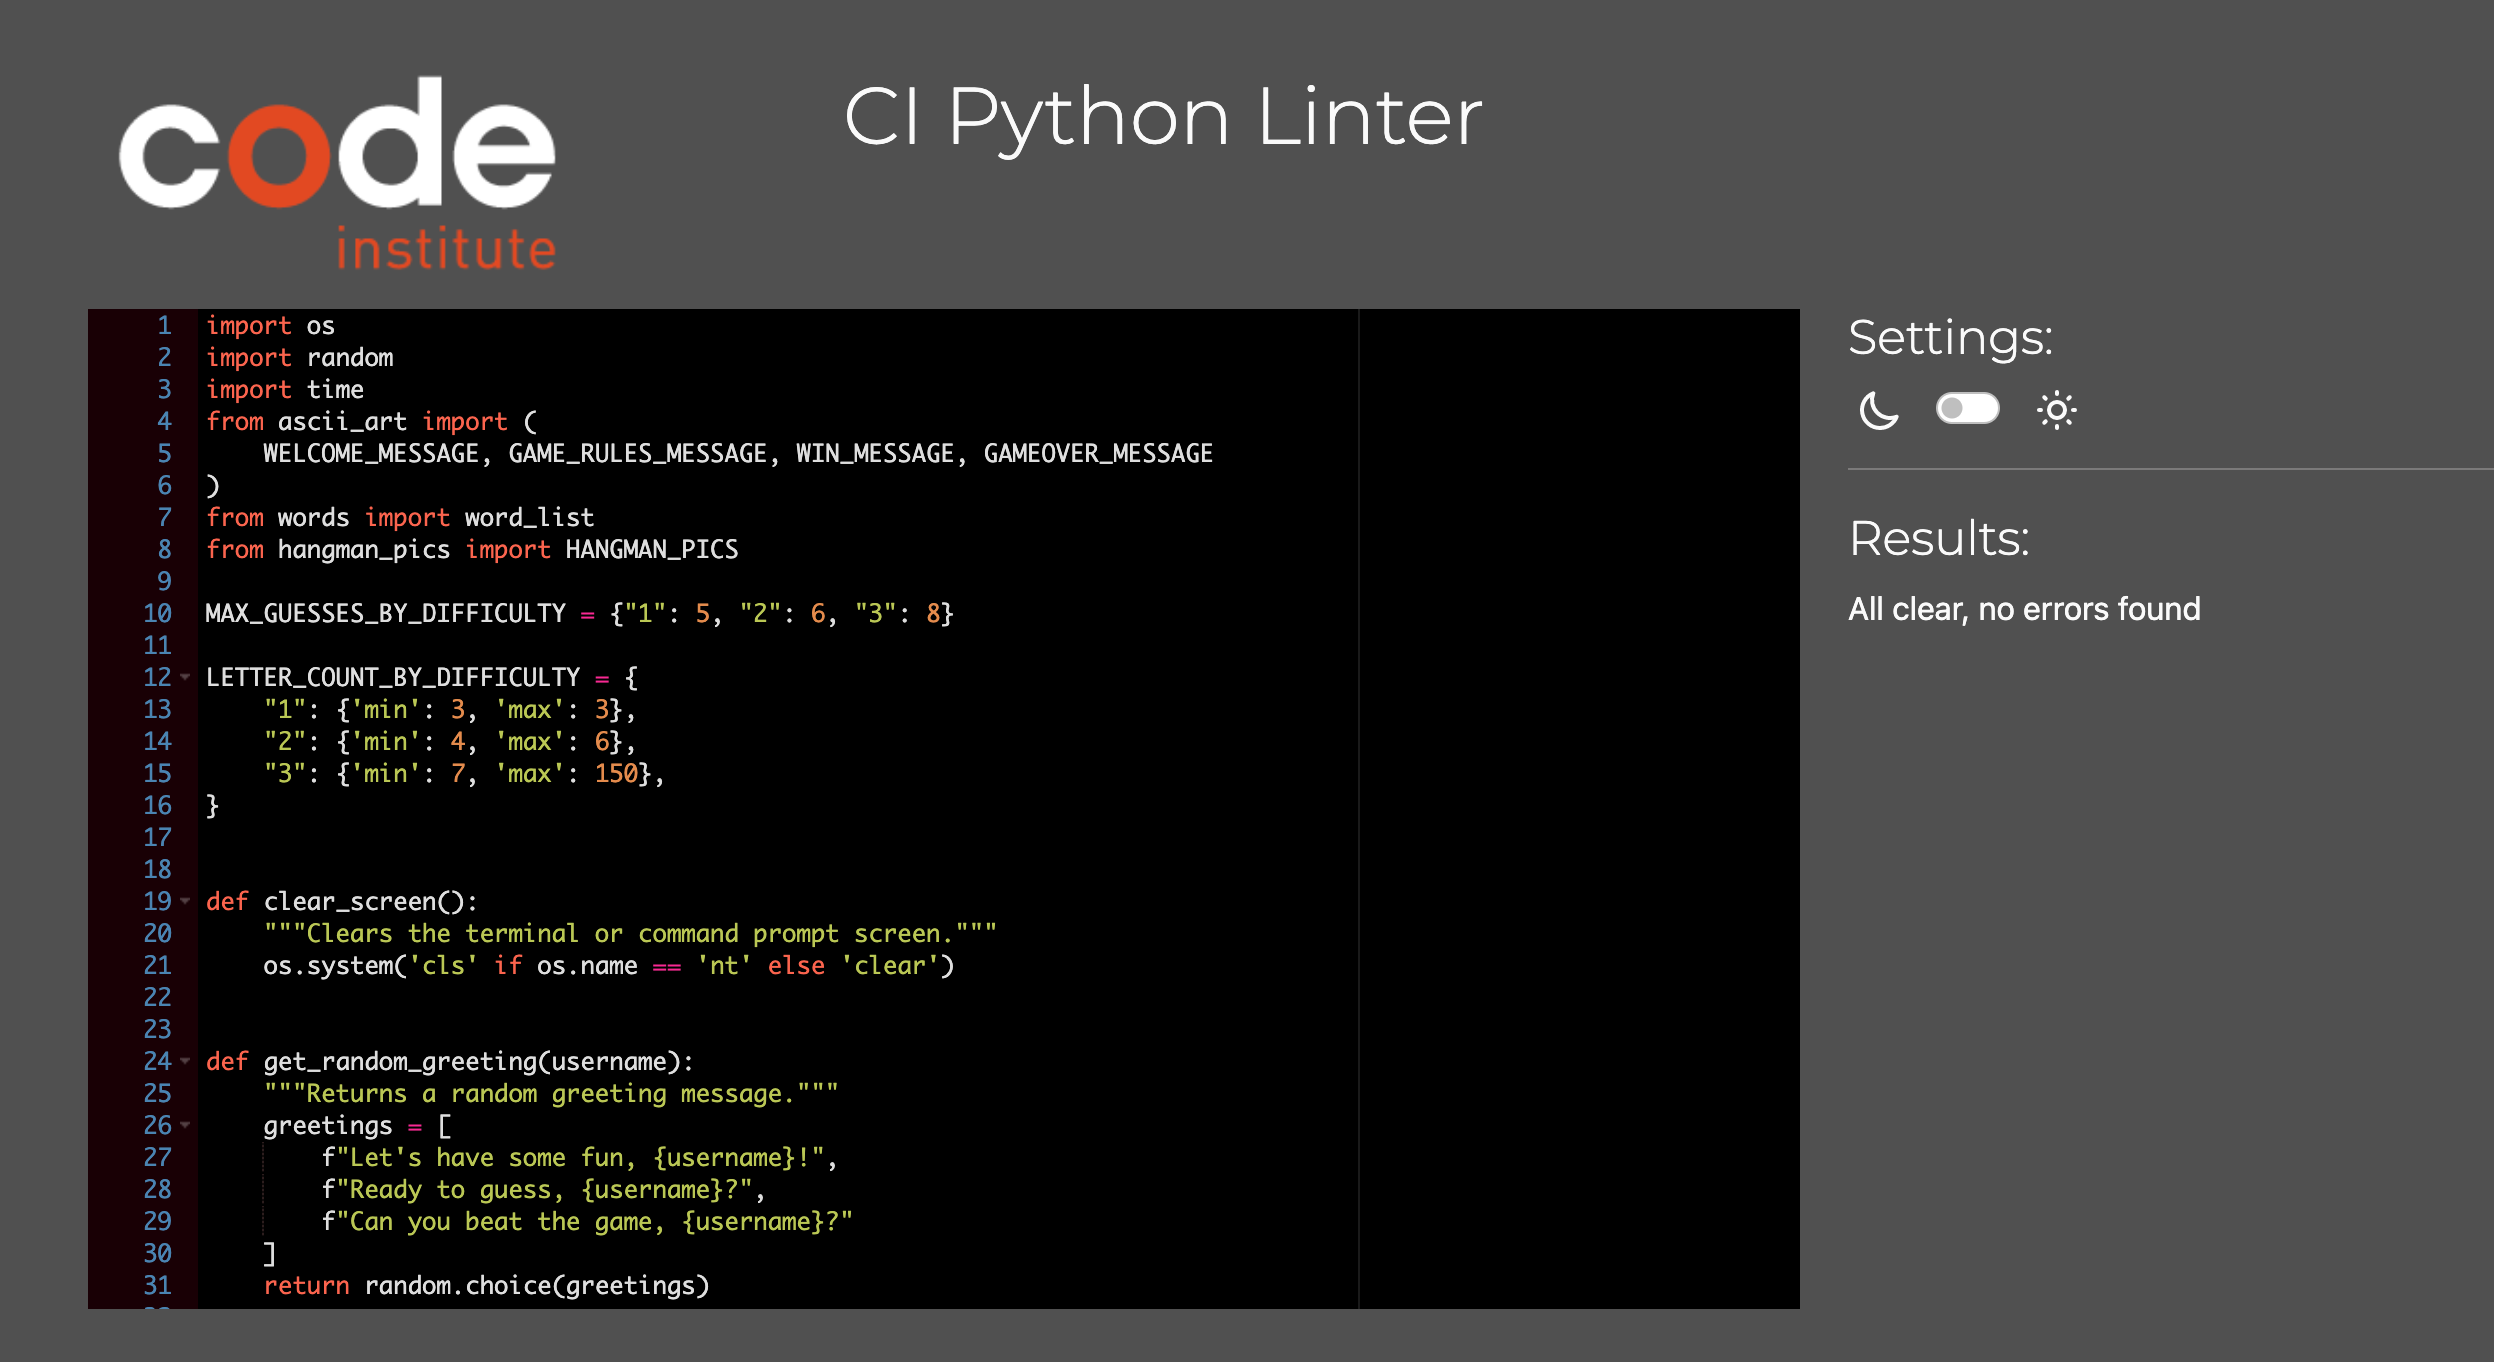 code
institute
CI Python Linter
1 import os
2 import random
3 import time
4 from ascii_art import (
5     WELCOME_MESSAGE, GAME_RULES_MESSAGE, WIN_MESSAGE, GAMEOVER_MESSAGE
6 )
7 from words import word_list
8 from hangman_pics import HANGMAN_PICS
9
10 MAX_GUESSES_BY_DIFFICULTY = {"1": 5, "2": 6, "3": 8}
11
12 LETTER_COUNT_BY_DIFFICULTY = {
13     "1": {'min': 3, 'max': 3},
14     "2": {'min': 4, 'max': 6},
15     "3": {'min': 7, 'max': 150},
16 }
17
18
19 def clear_screen():
20     """Clears the terminal or command prompt screen."""
21     os.system('cls' if os.name == 'nt' else 'clear')
22
23
24 def get_random_greeting(username):
25     """Returns a random greeting message."""
26     greetings = [
27         f"Let's have some fun, {username}!",
28         f"Ready to guess, {username}?",
29         f"Can you beat the game, {username}?"
30     ]
31     return random.choice(greetings)
Settings:
Results:
All clear, no errors found